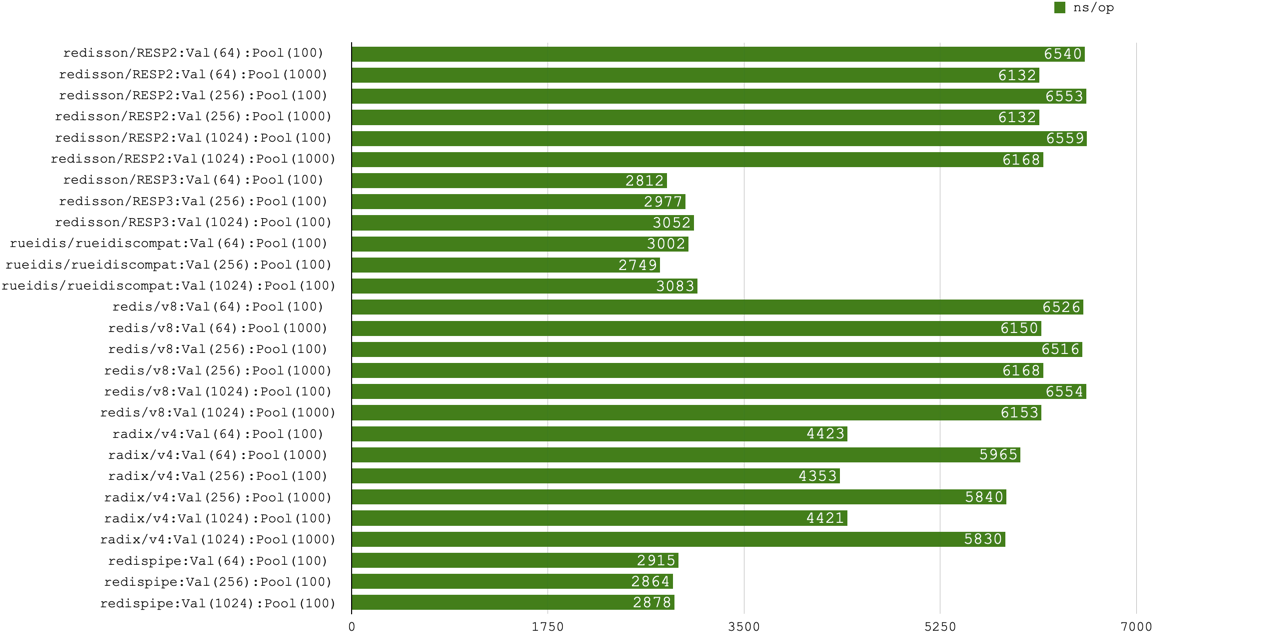 ns/op
redisson/RESP2:Val(64):Pool(100) 6540
redisson/RESP2:Val(64):Pool(1000) 6132
redisson/RESP2:Val(256):Pool(100) 6553
redisson/RESP2:Val(256):Pool(1000) 6132
redisson/RESP2:Val(1024):Pool(100) 6559
redisson/RESP2:Val(1024):Pool(1000) 6168
redisson/RESP3:Val(64):Pool(100) 2812
redisson/RESP3:Val(256):Pool(100) 2977
redisson/RESP3:Val(1024):Pool(100) 3052
rueidis/rueidiscompat:Val(64):Pool(100) 3002
rueidis/rueidiscompat:Val(256):Pool(100) 2749
rueidis/rueidiscompat:Val(1024):Pool(100) 3083
redis/v8:Val(64):Pool(100) 6526
redis/v8:Val(64):Pool(1000) 6150
redis/v8:Val(256):Pool(100) 6516
redis/v8:Val(256):Pool(1000) 6168
redis/v8:Val(1024):Pool(100) 6554
redis/v8:Val(1024):Pool(1000) 6153
radix/v4:Val(64):Pool(100) 4423
radix/v4:Val(64):Pool(1000) 5965
radix/v4:Val(256):Pool(100) 4353
radix/v4:Val(256):Pool(1000) 5840
radix/v4:Val(1024):Pool(100) 4421
radix/v4:Val(1024):Pool(1000) 5830
redispipe:Val(64):Pool(100) 2915
redispipe:Val(256):Pool(100) 2864
redispipe:Val(1024):Pool(100) 2878
0 1750 3500 5250 7000